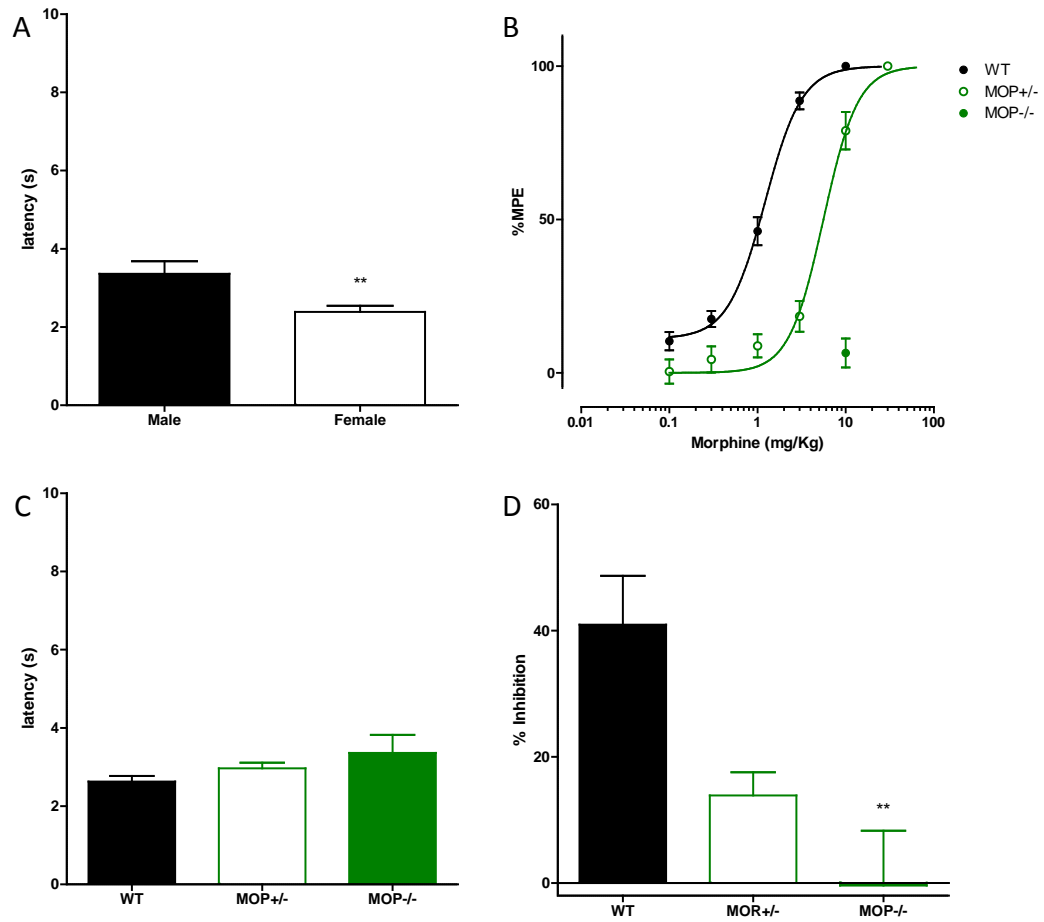 A
10
8
6
4
2
0
latency (s)
**
Male Female
B
100
50
0
%MPE
0.01 0.1 1 10 100
Morphine (mg/Kg)
WT
MOP+/-
MOP-/-
C
10
8
6
4
2
0
latency (s)
WT MOP+/- MOP-/-
D
60
40
20
0
% Inhibition
**
WT MOR+/- MOP-/-